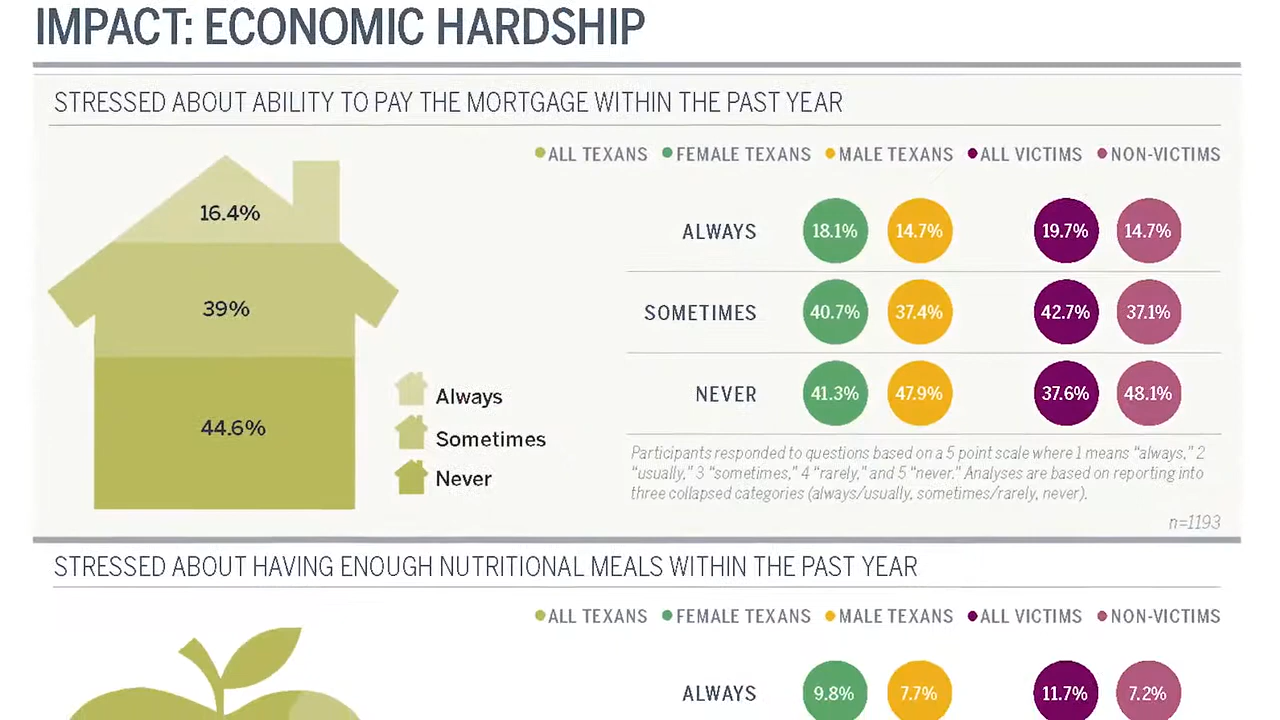 IMPACT: ECONOMIC HARDSHIP
STRESSED ABOUT ABILITY TO PAY THE MORTGAGE WITHIN THE PAST YEAR
ALL TEXANS FEMALE TEXANS MALE TEXANS ALL VICTIMS NON-VICTIMS
16.4%
39%
44.6%
Always
Sometimes
Never
ALWAYS 18.1% 14.7% 19.7% 14.7%
SOMETIMES 40.7% 37.4% 42.7% 37.1%
NEVER 41.3% 47.9% 37.6% 48.1%
Participants responded to questions based on a 5 point scale where 1 means "always," 2
"usually," 3 "sometimes," 4 "rarely," and 5 "never." Analyses are based on reporting into
three collapsed categories (always/usually, sometimes/rarely, never).
n=1193
STRESSED ABOUT HAVING ENOUGH NUTRITIONAL MEALS WITHIN THE PAST YEAR
ALL TEXANS FEMALE TEXANS MALE TEXANS ALL VICTIMS NON-VICTIMS
ALWAYS 9.8% 7.7% 11.7% 7.2%